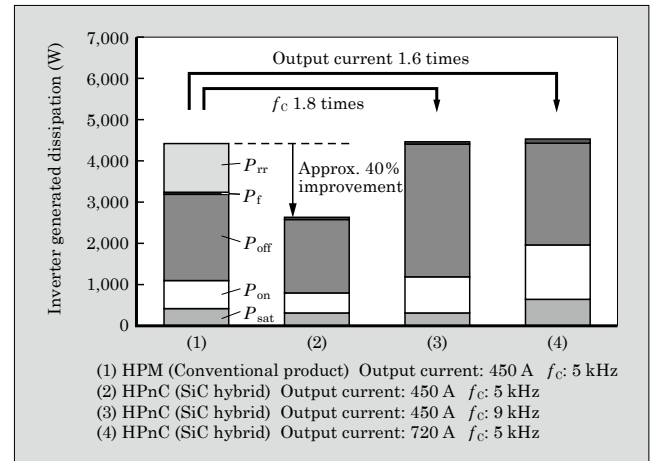 Inverter generated dissipation (W)
7,000
6,000
5,000
4,000
3,000
2,000
1,000
0
Output current 1.6 times
fC 1.8 times
Approx. 40%
improvement
Prr
Pf
Poff
Pon
Psat
(1)
(2)
(3)
(4)
(1) HPM (Conventional product) Output current: 450 A fC: 5 kHz
(2) HPnC (SiC hybrid) Output current: 450 A fC: 5 kHz
(3) HPnC (SiC hybrid) Output current: 450 A fC: 9 kHz
(4) HPnC (SiC hybrid) Output current: 720 A fC: 5 kHz